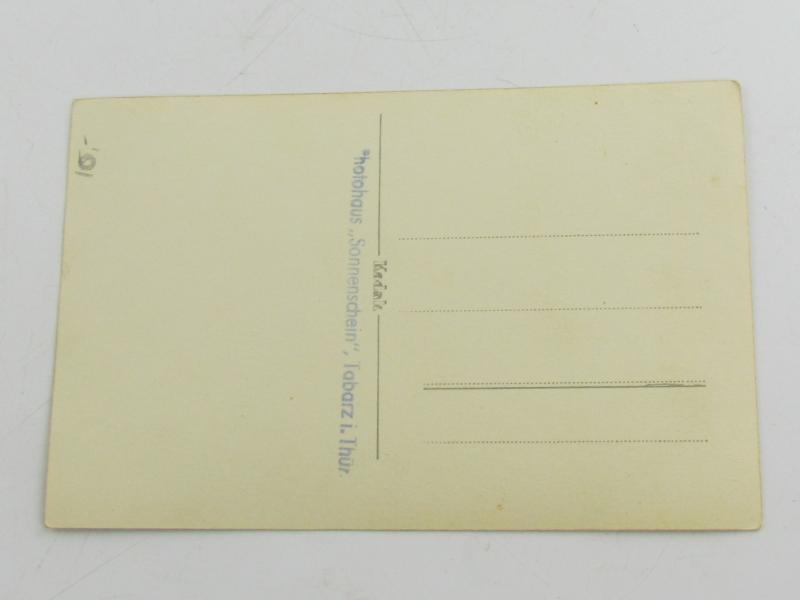 10,-
Photohaus „Sonnenschein", Tabarz i. Thür.
Kodak